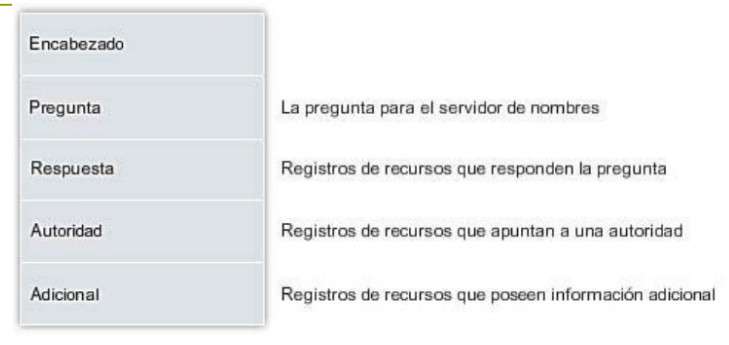 Encabezado
Pregunta La pregunta para el servidor de nombres
Respuesta Registros de recursos que responden la pregunta
Autoridad Registros de recursos que apuntan a una autoridad
Adicional Registros de recursos que poseen información adicional